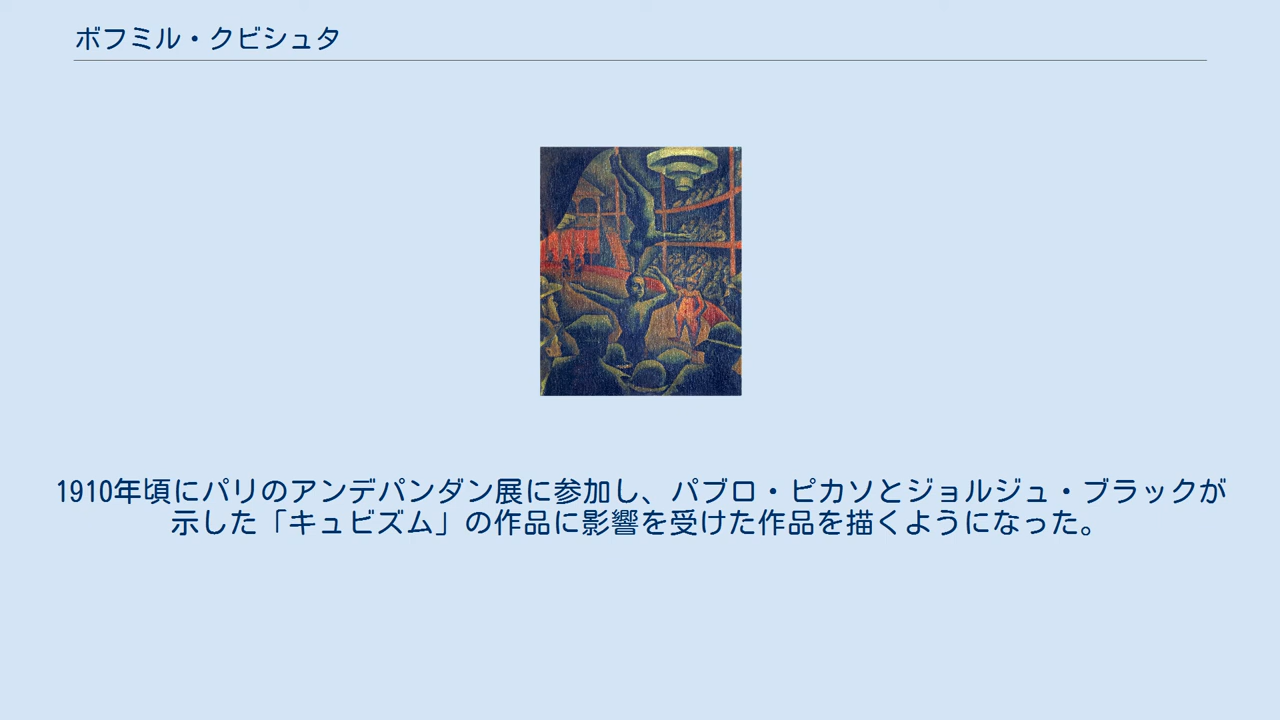 ボフミル・クビシュタ
1910年頃にパリのアンデパンダン展に参加し、パブロ・ピカソとジョルジュ・ブラックが
示した「キュビズム」の作品に影響を受けた作品を描くようになった。